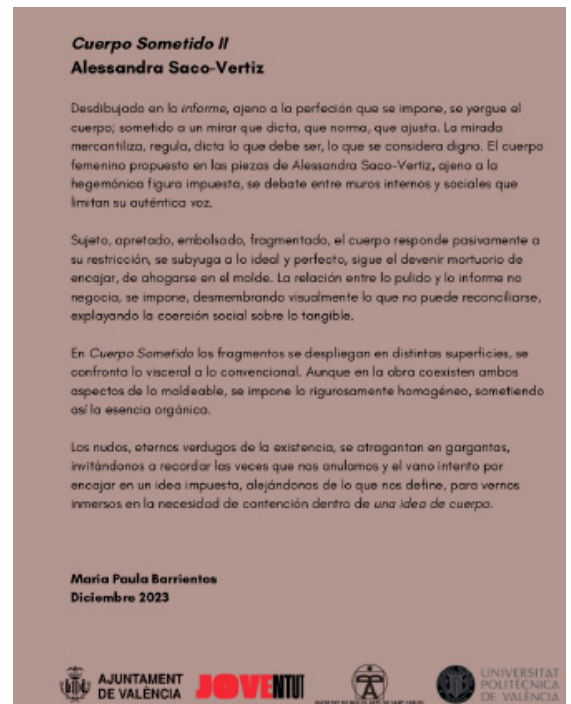 Cuerpo Sometido II
Alessandra Saco-Vertiz
Desdibujado en lo informe, ajeno a la perfeción que se impone, se yergue el
cuerpo; sometido a un mirar que dicta, que norma, que ajusta. La mirada
mercantiliza, regula, dicta lo que debe ser, lo que se considera digno. El cuerpo
femenino propuesto en las piezas de Alessandra Saco-Vertiz, ajeno a la
hegemónica figura impuesta, se debate entre muros internos y sociales que
limitan su auténtica voz.
Sujeto, apretado, embolsado, fragmentado, el cuerpo responde pasivamente a
su restricción, se subyuga a lo ideal y perfecto, sigue el devenir mortuorio de
encajar, de ahogarse en el molde. La relación entre lo pulido y lo informe no
negocia, se impone, desmembrando visualmente lo que no puede reconciliarse,
explayando la coerción social sobre lo tangible.
En Cuerpo Sometido los fragmentos se despliegan en distintas superficies, se
confronta lo visceral a lo convencional. Aunque en la obra coexisten ambos
aspectos de lo moldeable, se impone lo rigurosamente homogéneo, sometiendo
así la esencia orgánica.
Los nudos, eternos verdugos de la existencia, se atragantan en gargantas,
invitándonos a recordar las veces que nos anulamos y el vano intento por
encajar en un idea impuesta, alejándonos de lo que nos define, para vernos
inmersos en la necesidad de contención dentro de una idea de cuerpo.
Maria Paula Barrientos
Diciembre 2023
AJUNTAMENT
DE VALÈNCIA
JOVENTUT
UNIVERSITAT
POLITÈCNICA
DE VALÈNCIA